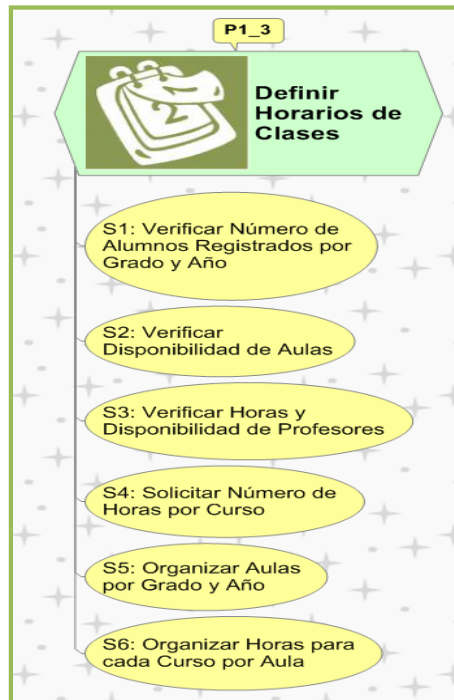 P1_3
Definir
Horarios de
Clases
2
S1: Verificar Número de
Alumnos Registrados por
Grado y Año
S2: Verificar
Disponibilidad de Aulas
S3: Verificar Horas y
Disponibilidad de Profesores
S4: Solicitar Número de
Horas por Curso
S5: Organizar Aulas
por Grado y Año
S6: Organizar Horas para
cada Curso por Aula